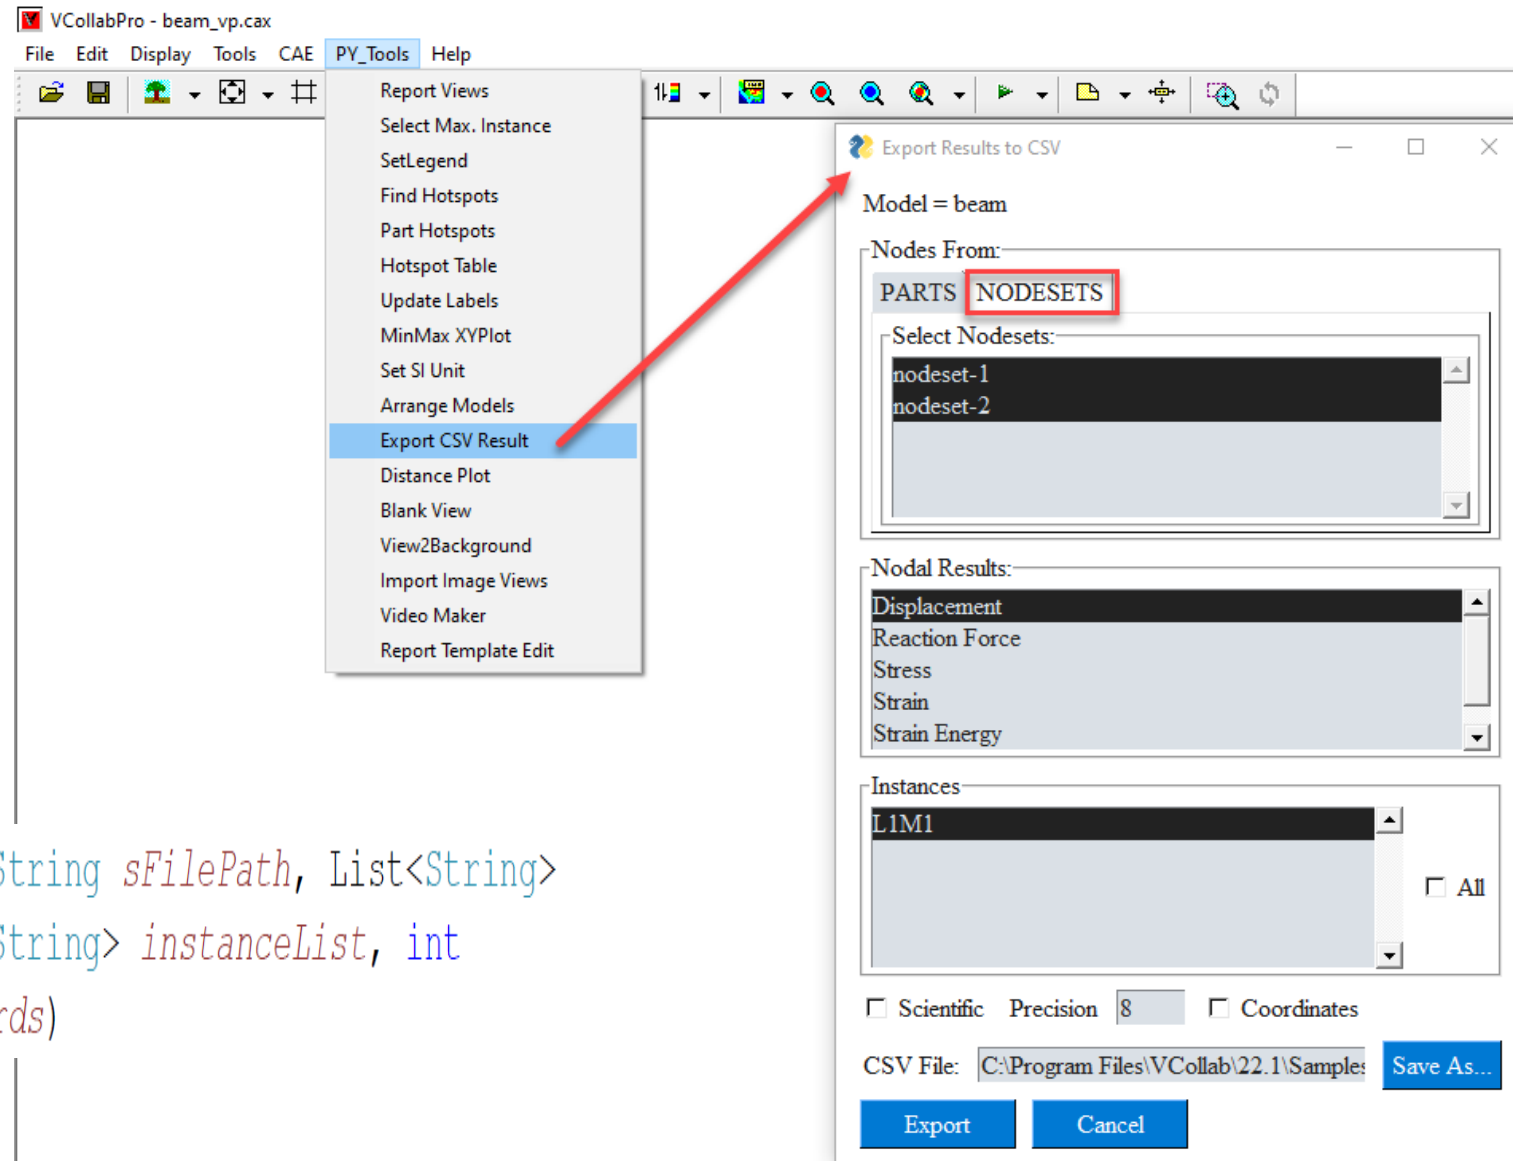 VCollabPro - beam_vp.cax
File Edit Display Tools CAE PY_Tools Help
Report Views
Select Max. Instance
SetLegend
Find Hotspots
Part Hotspots
Hotspot Table
Update Labels
MinMax XYPlot
Set SI Unit
Arrange Models
Export CSV Result
Distance Plot
Blank View
View2Background
Import Image Views
Video Maker
Report Template Edit
String sFilePath, List<String>
String> instanceList, int
rds)
Export Results to CSV
Model = beam
Nodes From:
PARTS NODESETS
Select Nodesets:
nodeset-1
nodeset-2
Nodal Results:
Displacement
Reaction Force
Stress
Strain
Strain Energy
Instances
L1M1
All
Scientific Precision 8 Coordinates
CSV File: C:\Program Files\VCollab\22.1\Samples Save As...
Export Cancel